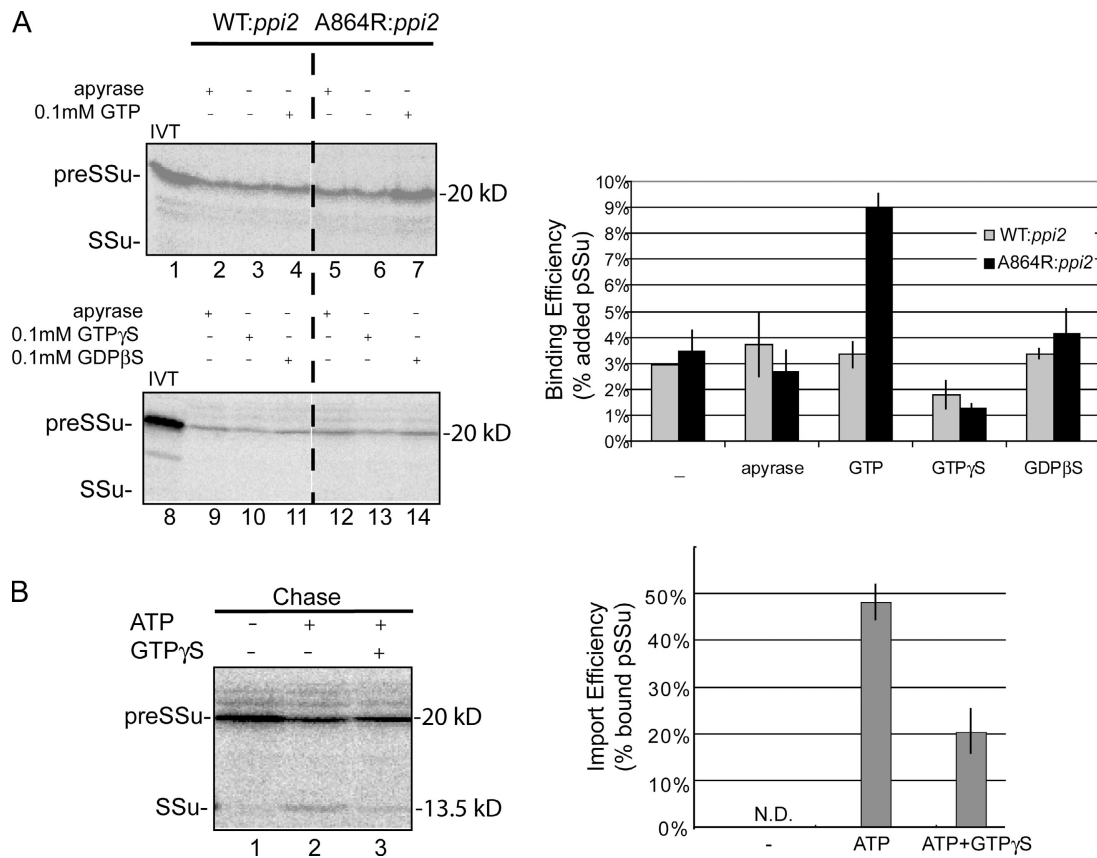 A
WT:ppi2 A864R:ppi2
apyrase + - - + - -
0.1mM GTP - - + - - +
IVT
preSSu-
-20 kD
SSu-
1 2 3 4 5 6 7
apyrase + - - + - -
0.1mM GTPγS - + - - + -
0.1mM GDPβS - - + - - +
IVT
preSSu-
-20 kD
SSu-
8 9 10 11 12 13 14
Binding Efficiency
(% added pSSu)
10%
9%
8%
7%
6%
5%
4%
3%
2%
1%
0%
WT:ppi2
A864R:ppi2
_ apyrase GTP GTPγS GDPβS
B
Chase
ATP - + +
GTPγS - - +
preSSu-
-20 kD
SSu-
-13.5 kD
1 2 3
Import Efficiency
(% bound pSSu)
50%
40%
30%
20%
10%
0%
N.D.
- ATP ATP+GTPγS